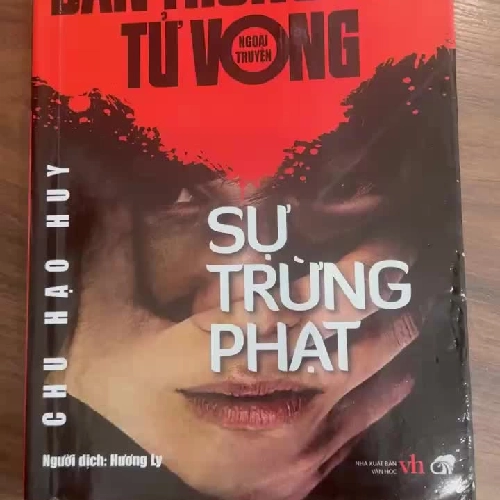 TỬ VONG
NGOẠI
TRUYỆN
CHU HẠO HUY
SỰ
TRỪNG
PHẠT
Người dịch: Hương Ly
NHÀ XUẤT BẢN
VĂN HỌC
vh